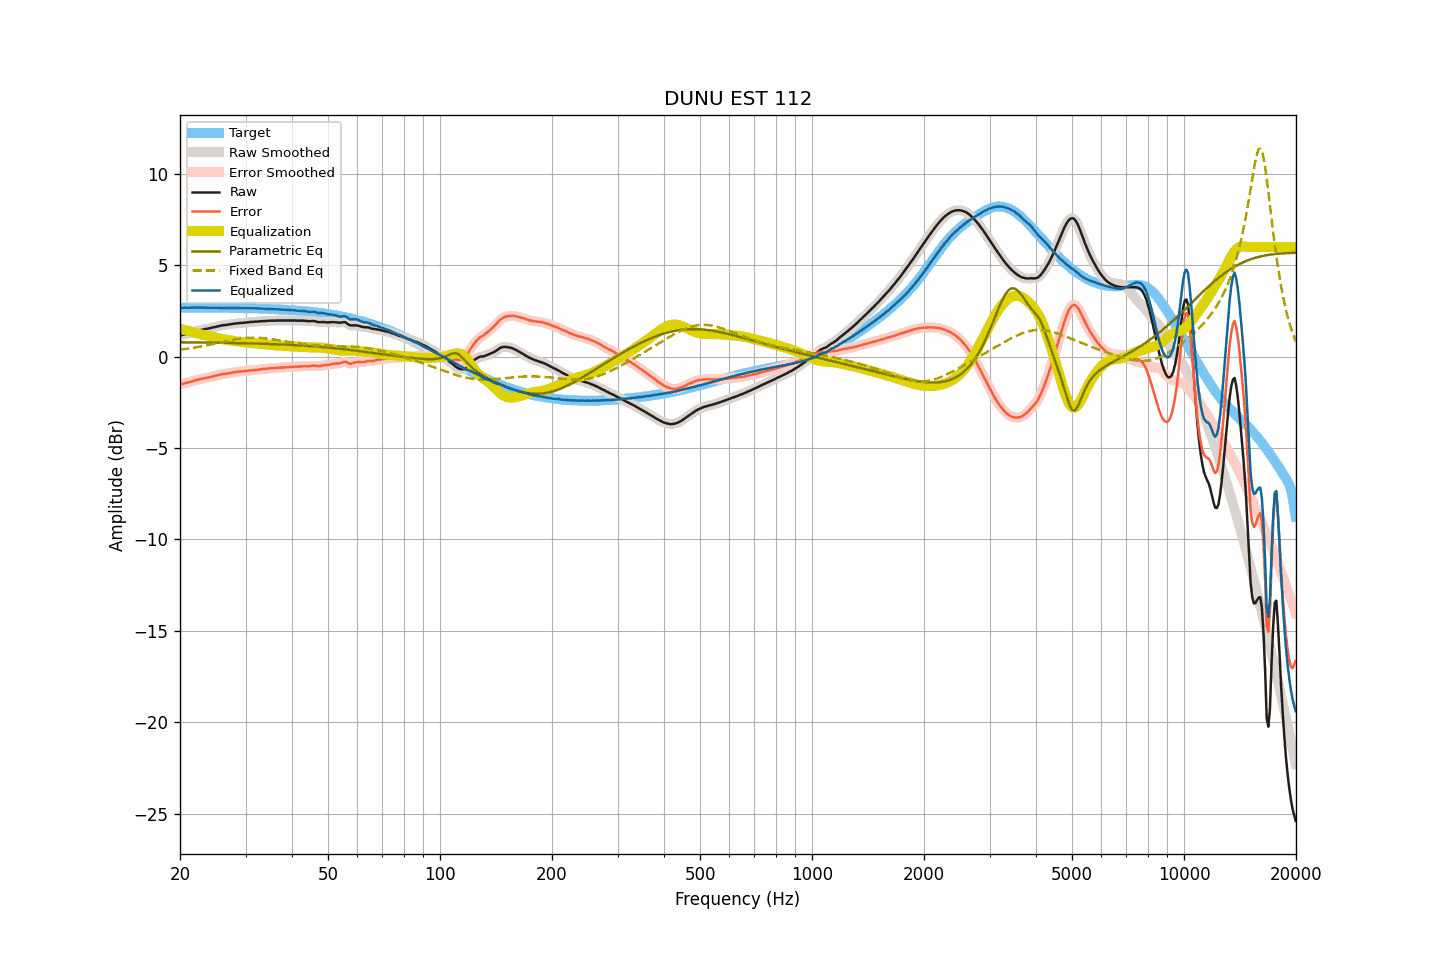 DUNU EST 112
Target
Raw Smoothed
Error Smoothed
Raw
Error
Equalization
Parametric Eq
Fixed Band Eq
Equalized
10
5
0
−5
−10
−15
−20
−25
Amplitude (dBr)
20 50 100 200 500 1000 2000 5000 10000 20000
Frequency (Hz)